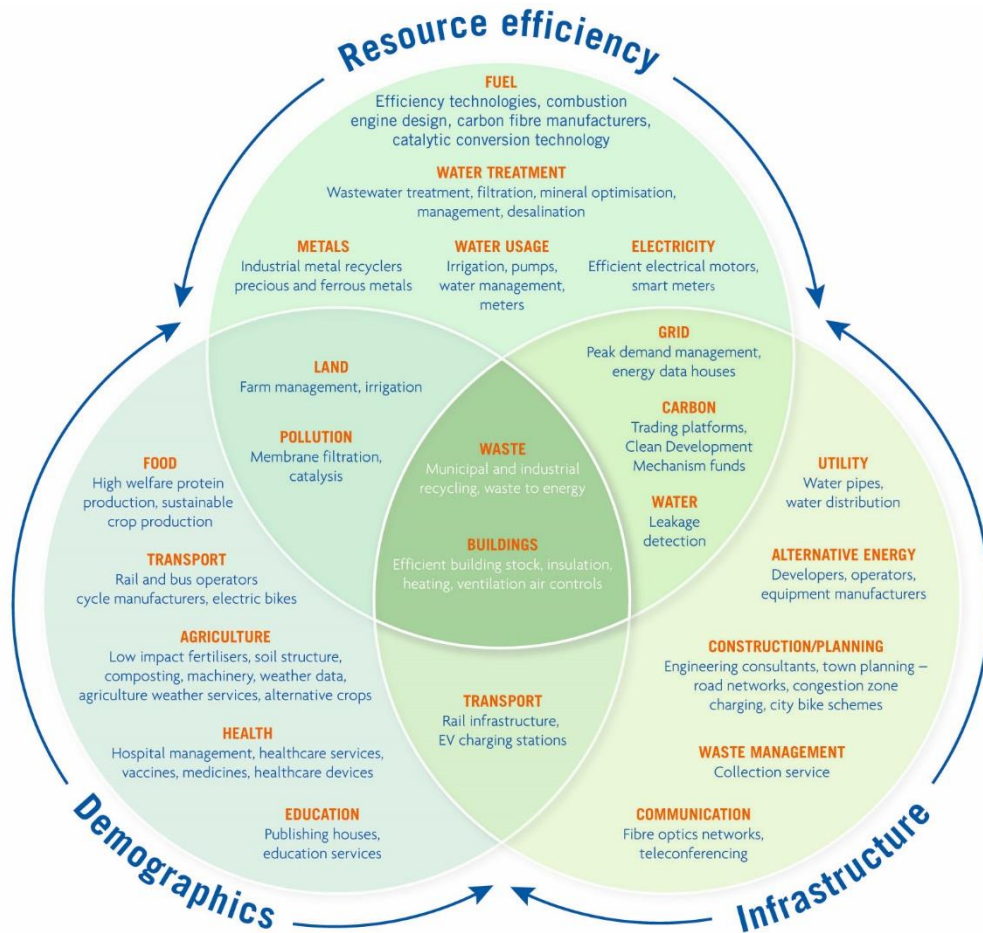 Resource efficiency
FUEL
Efficiency technologies, combustion
engine design, carbon fibre manufacturers,
catalytic conversion technology
WATER TREATMENT
Wastewater treatment, filtration, mineral optimisation,
management, desalination
METALS
Industrial metal recyclers
precious and ferrous metals
WATER USAGE
Irrigation, pumps,
water management,
meters
ELECTRICITY
Efficient electrical motors,
smart meters
LAND
Farm management, irrigation
POLLUTION
Membrane filtration,
catalysis
GRID
Peak demand management,
energy data houses
CARBON
Trading platforms,
Clean Development
Mechanism funds
WATER
Leakage
detection
WASTE
Municipal and industrial
recycling, waste to energy
BUILDINGS
Efficient building stock, insulation,
heating, ventilation air controls
FOOD
High welfare protein
production, sustainable
crop production
TRANSPORT
Rail and bus operators
cycle manufacturers, electric bikes
AGRICULTURE
Low impact fertilisers, soil structure,
composting, machinery, weather data,
agriculture weather services, alternative crops
HEALTH
Hospital management, healthcare services,
vaccines, medicines, healthcare devices
EDUCATION
Publishing houses,
education services
TRANSPORT
Rail infrastructure,
EV charging stations
UTILITY
Water pipes,
water distribution
ALTERNATIVE ENERGY
Developers, operators,
equipment manufacturers
CONSTRUCTION/PLANNING
Engineering consultants, town planning –
road networks, congestion zone
charging, city bike schemes
WASTE MANAGEMENT
Collection service
COMMUNICATION
Fibre optics networks,
teleconferencing
Demographics
Infrastructure